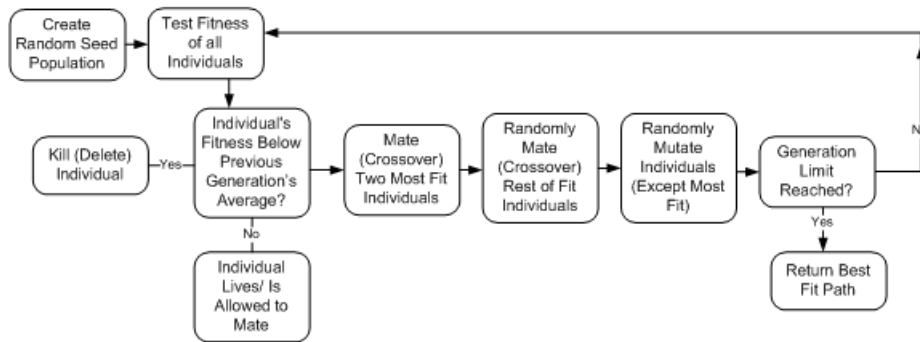 Create
Random Seed
Population
Test Fitness
of all
Individuals
Kill (Delete)
Individual
Yes
Individual's
Fitness Below
Previous
Generation's
Average?
No
Individual
Lives/ Is
Allowed to
Mate
Mate
(Crossover)
Two Most Fit
Individuals
Randomly
Mate
(Crossover)
Rest of Fit
Individuals
Randomly
Mutate
Individuals
(Except Most
Fit)
Generation
Limit
Reached?
Yes
Return Best
Fit Path